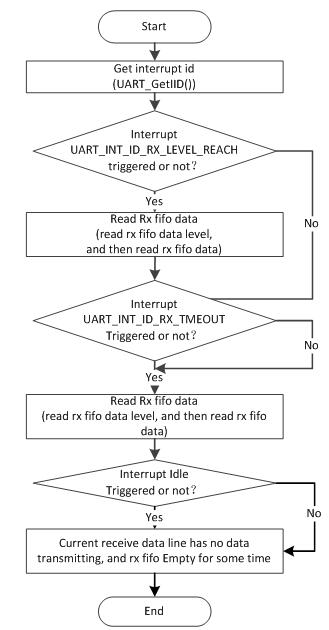 Start
Get interrupt id
(UART_GetIID())
Interrupt
UART_INT_ID_RX_LEVEL_REACH
triggered or not?
Yes
No
Read Rx fifo data
(read rx fifo data level,
and then read rx fifo data)
Interrupt
UART_INT_ID_RX_TMEOUT
Triggered or not?
No
Yes
Read Rx fifo data
(read rx fifo data level, and then read rx fifo
data)
Interrupt Idle
Triggered or not?
Yes
No
Current receive data line has no data
transmitting, and rx fifo Empty for some time
End